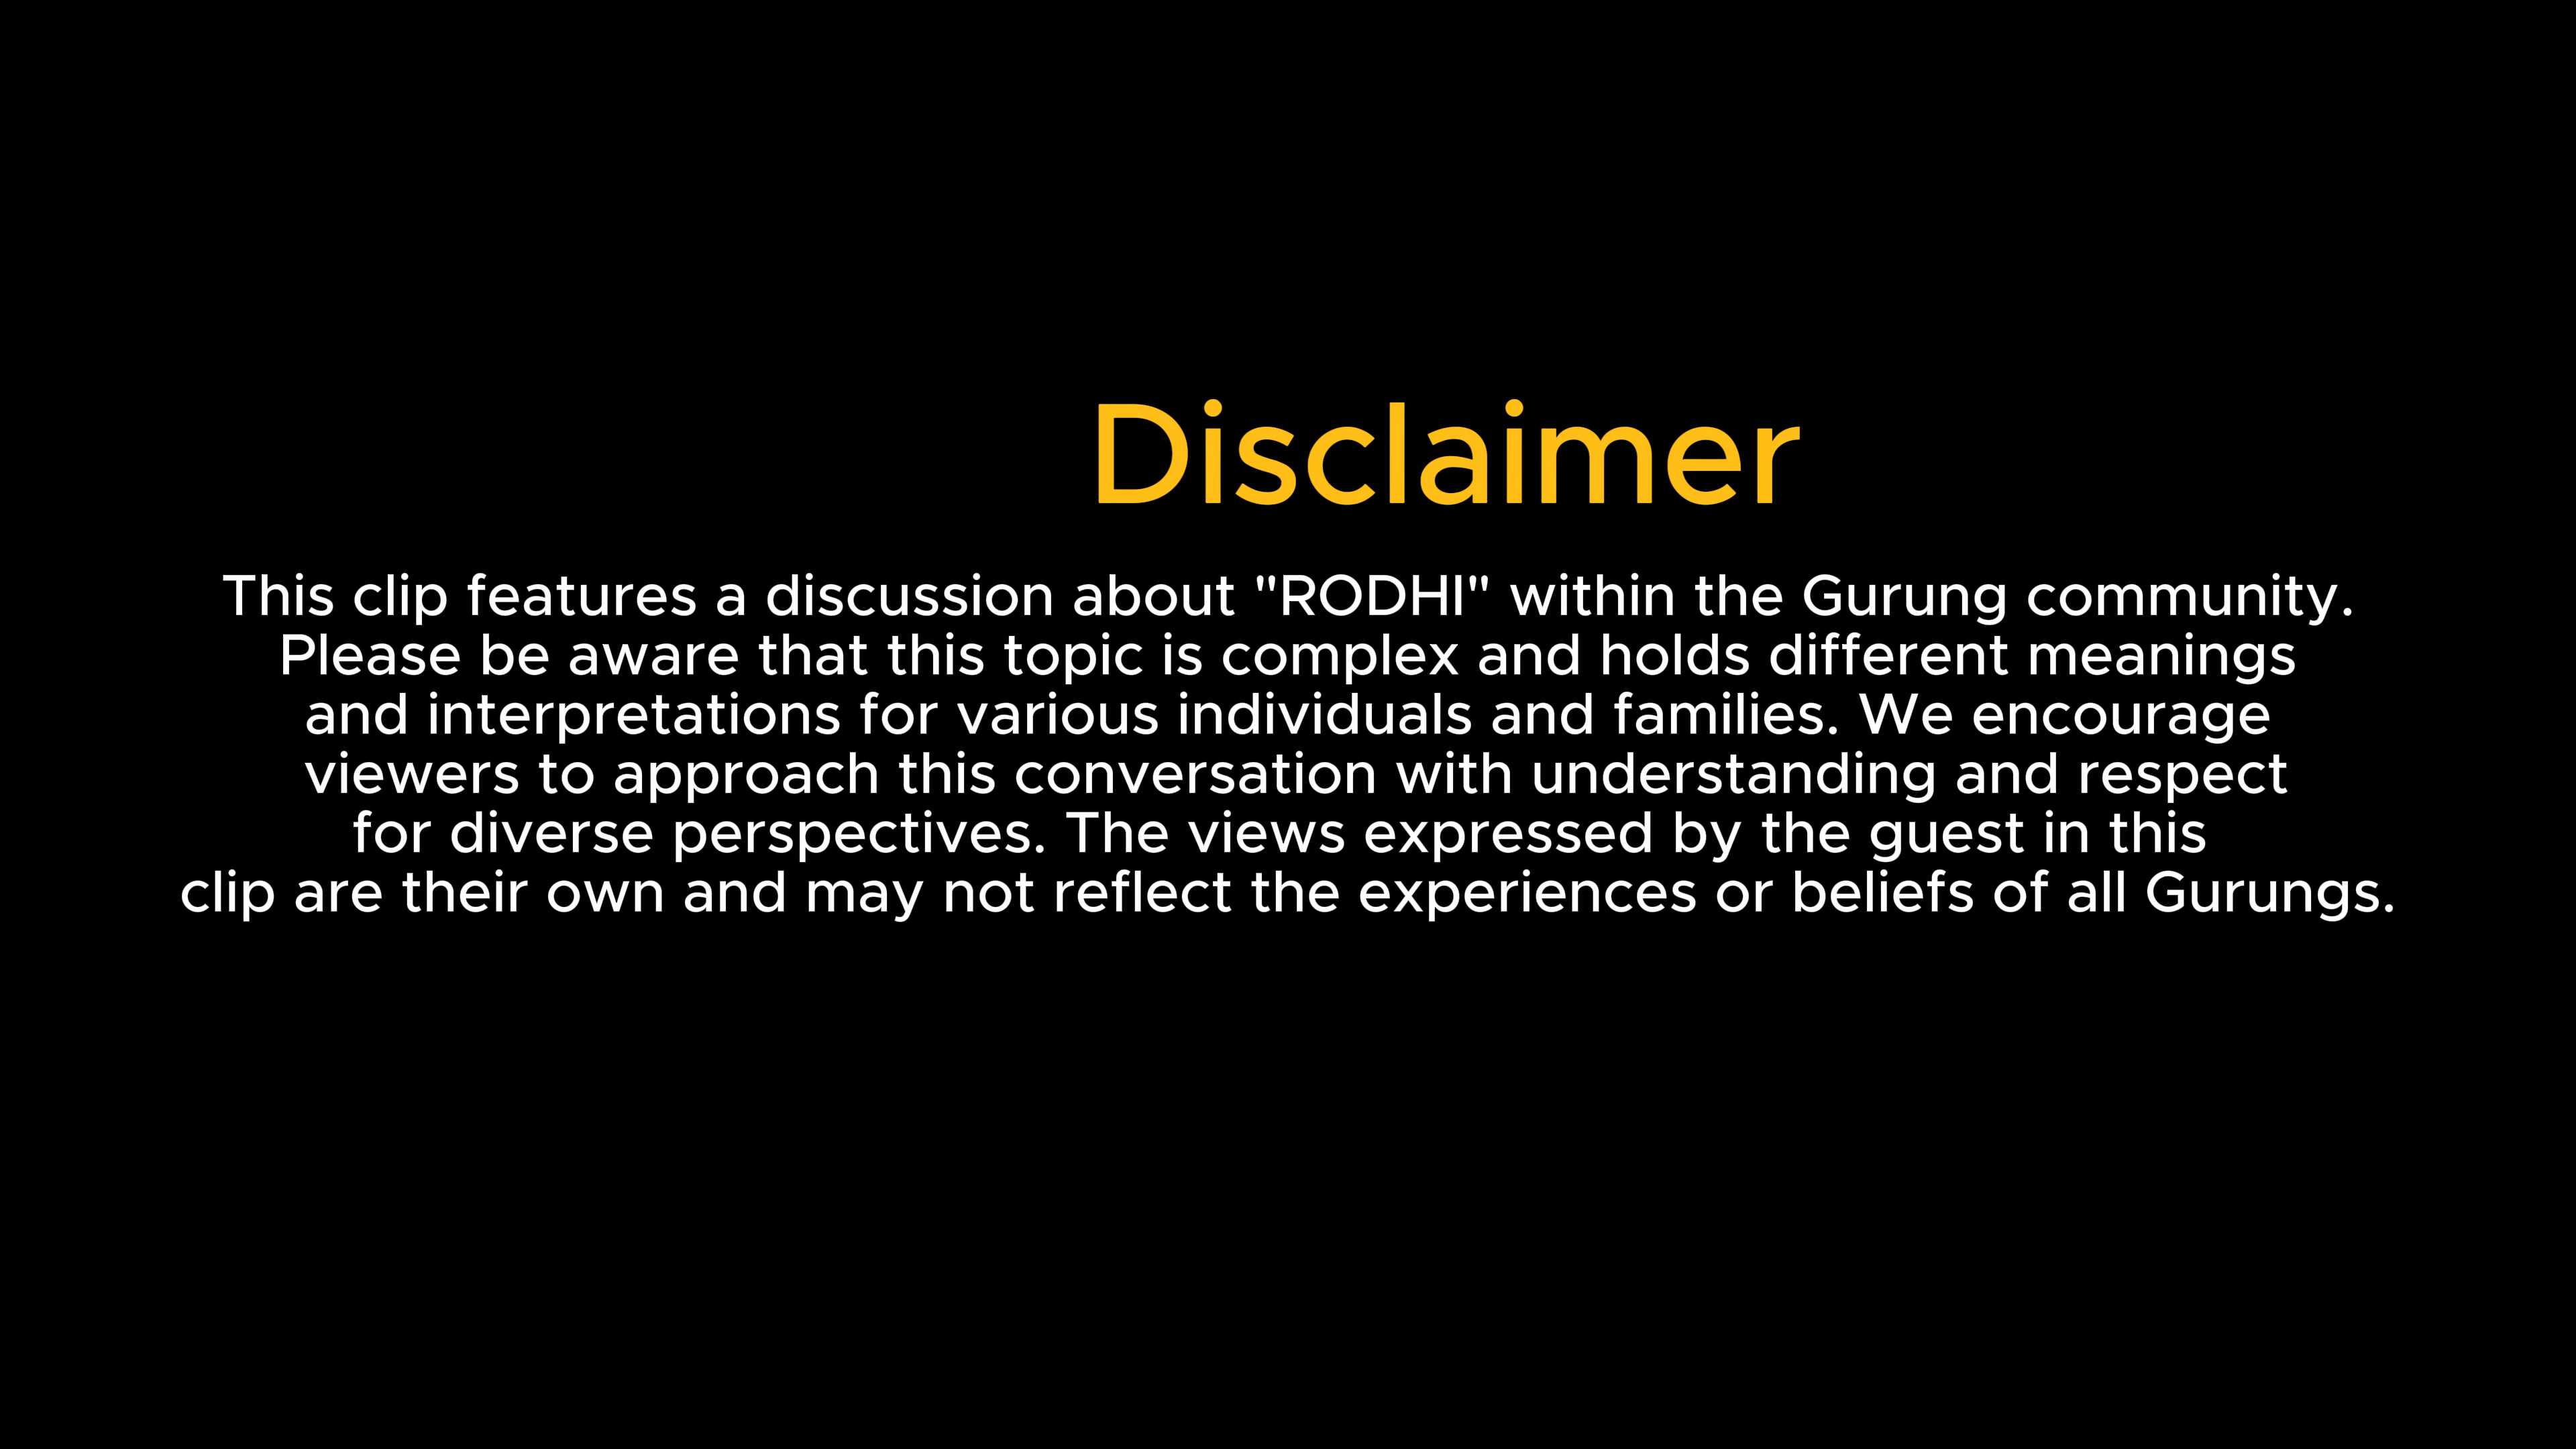 Disclaimer
This clip features a discussion about "RODHI" within the Gurung community.
Please be aware that this topic is complex and holds different meanings
and interpretations for various individuals and families. We encourage
viewers to approach this conversation with understanding and respect
for diverse perspectives. The views expressed by the guest in this
clip are their own and may not reflect the experiences or beliefs of all Gurungs.